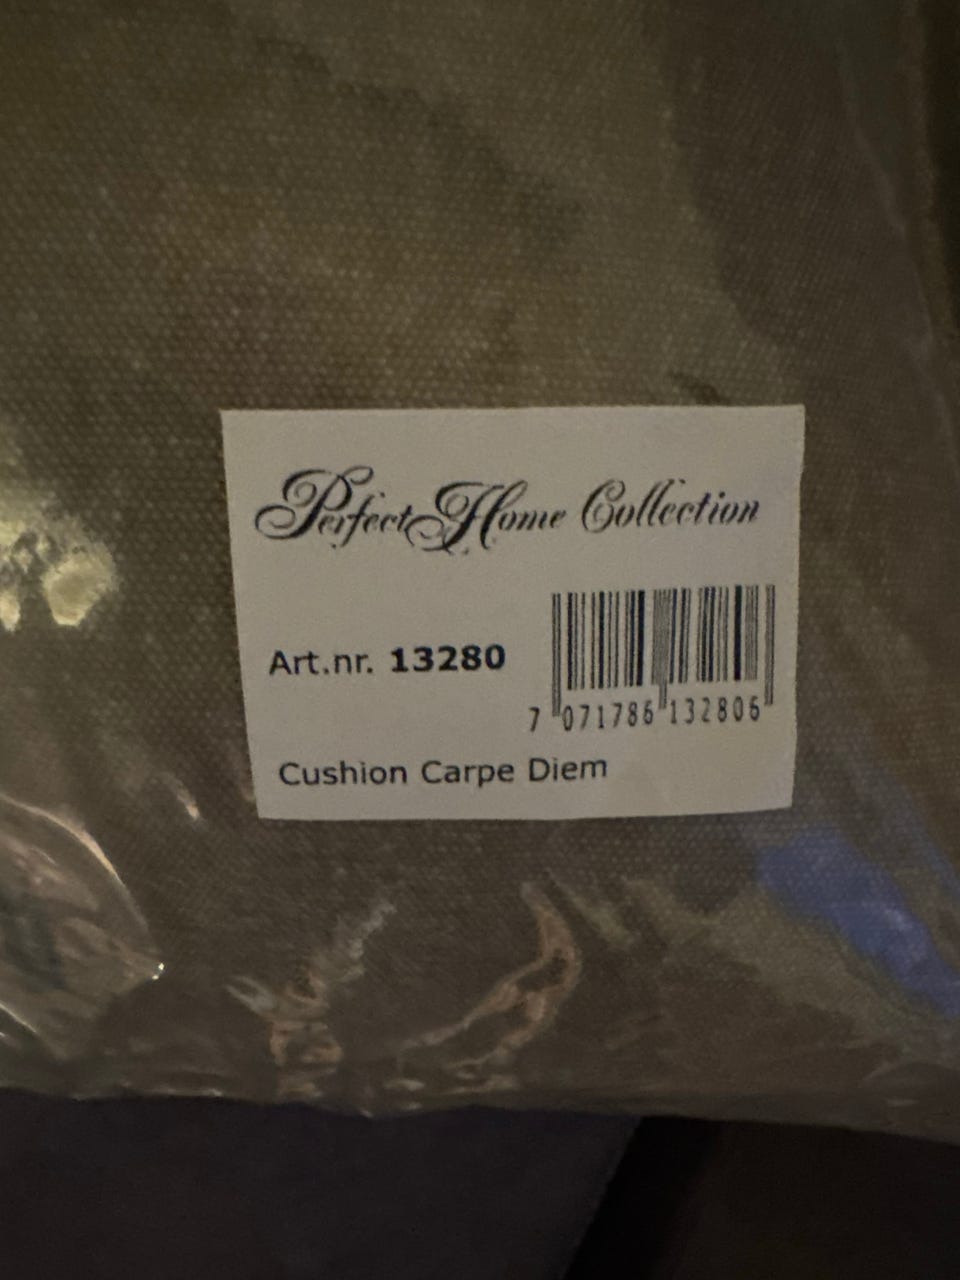 Perfect Home Collection
Art.nr. 13280
7 071786 132806
Cushion Carpe Diem